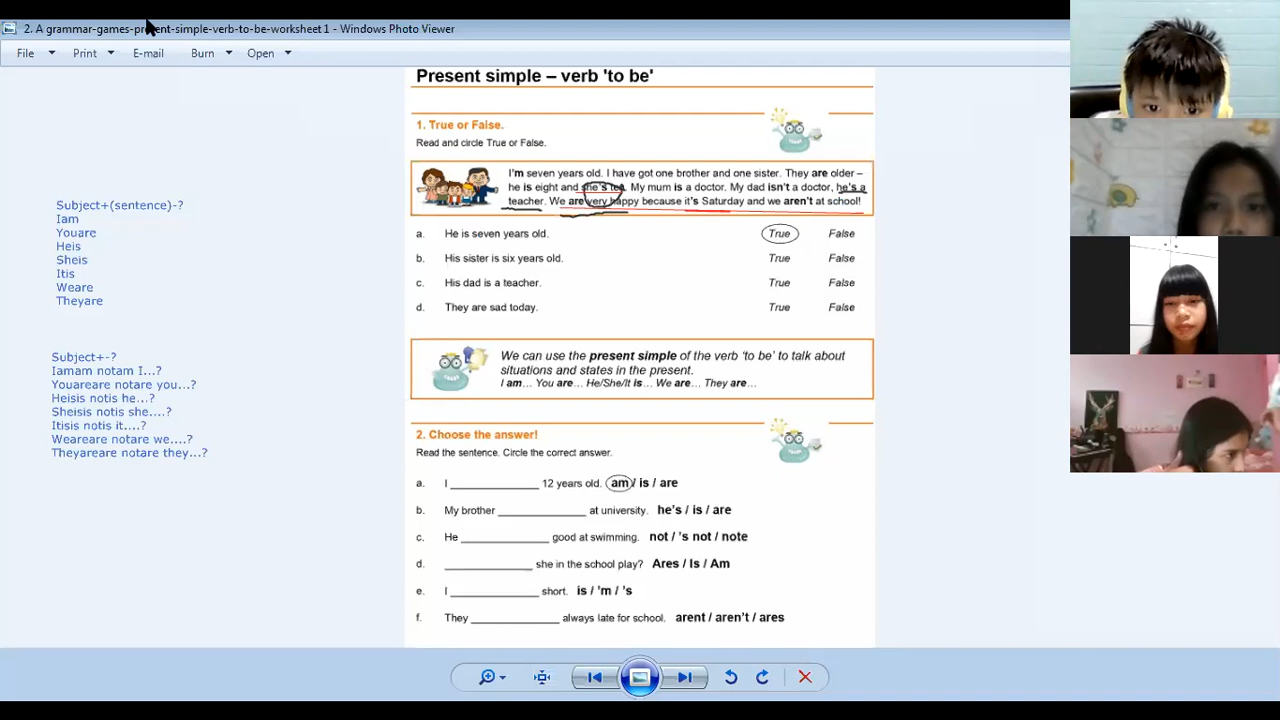 2. A grammar-games-present-simple-verb-to-be-worksheet 1 - Windows Photo Viewer
File Print E-mail Burn Open
Present simple – verb 'to be'
1. True or False.
Read and circle True or False.
I'm seven years old. I have got one brother and one sister. They are older –
he is eight and she's ten. My mum is a doctor. My dad isn't a doctor, he's a
teacher. We are very happy because it's Saturday and we aren't at school!
a. He is seven years old. True False
b. His sister is six years old. True False
c. His dad is a teacher. True False
d. They are sad today. True False
We can use the present simple of the verb 'to be' to talk about
situations and states in the present.
I am… You are… He/She/It is… We are… They are…
2. Choose the answer!
Read the sentence. Circle the correct answer.
a. I ______________ 12 years old. am / is / are
b. My brother ______________ at university. he's / is / are
c. He ______________ good at swimming. not / 's not / note
d. ______________ she in the school play? Ares / Is / Am
e. I ______________ short. is / 'm / 's
f. They ______________ always late for school. arent / aren't / ares
Subject+(sentence)-?
Iam
Youare
Heis
Sheis
Itis
Weare
Theyare
Subject+-?
Iamam notam I...?
Youareare notare you...?
Heisis notis he...?
Sheisis notis she....?
Itisis notis it....?
Weareare notare we....?
Theyareare notare they...?